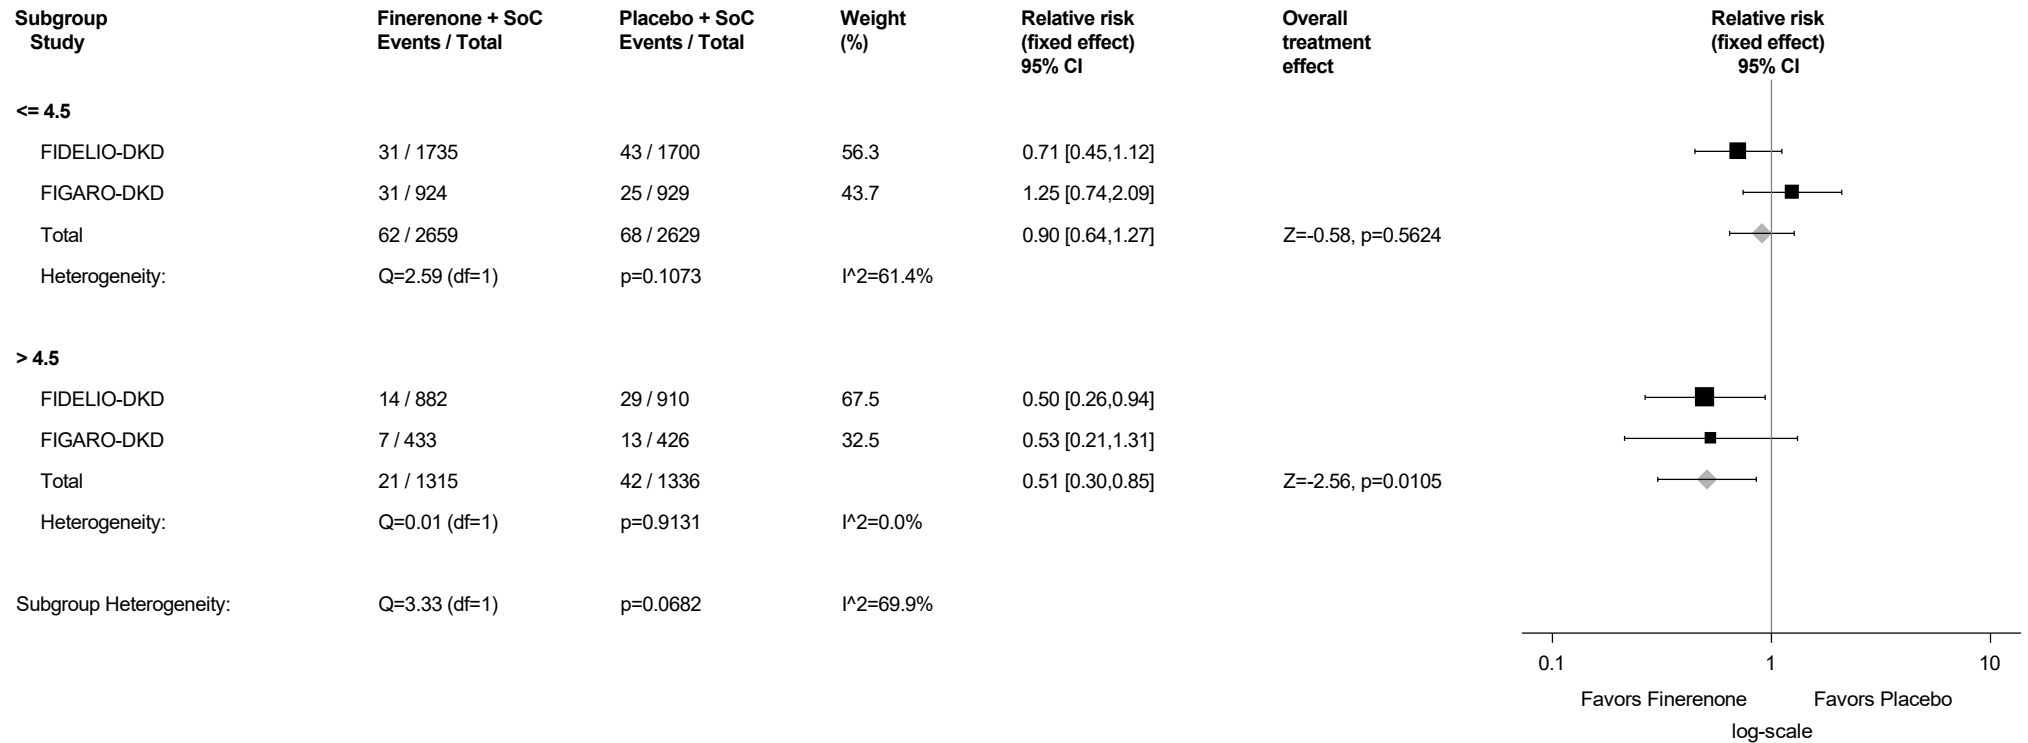 Subgroup Finerenone + SoC Placebo + SoC Weight Relative risk Overall Relative risk
Study Events / Total Events / Total (%) (fixed effect) treatment (fixed effect)
95% CI effect 95% CI
<= 4.5
FIDELIO-DKD 31 / 1735 43 / 1700 56.3 0.71 [0.45,1.12]
FIGARO-DKD 31 / 924 25 / 929 43.7 1.25 [0.74,2.09]
Total 62 / 2659 68 / 2629 0.90 [0.64,1.27] Z=-0.58, p=0.5624
Heterogeneity: Q=2.59 (df=1) p=0.1073 I^2=61.4%
> 4.5
FIDELIO-DKD 14 / 882 29 / 910 67.5 0.50 [0.26,0.94]
FIGARO-DKD 7 / 433 13 / 426 32.5 0.53 [0.21,1.31]
Total 21 / 1315 42 / 1336 0.51 [0.30,0.85] Z=-2.56, p=0.0105
Heterogeneity: Q=0.01 (df=1) p=0.9131 I^2=0.0%
Subgroup Heterogeneity: Q=3.33 (df=1) p=0.0682 I^2=69.9%
0.1 1 10
Favors Finerenone Favors Placebo
log-scale